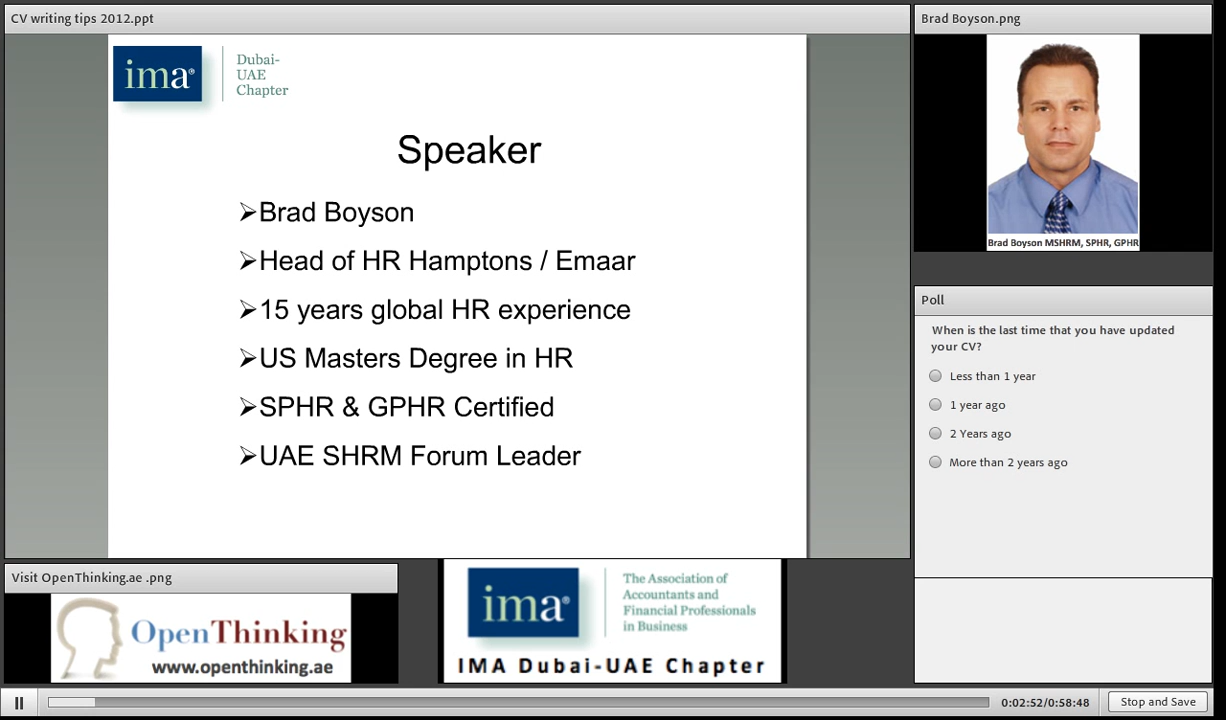 CV writing tips 2012.ppt
ima®
Dubai-
UAE
Chapter
Speaker
➢Brad Boyson
➢Head of HR Hamptons / Emaar
➢15 years global HR experience
➢US Masters Degree in HR
➢SPHR & GPHR Certified
➢UAE SHRM Forum Leader
Brad Boyson.png
Brad Boyson MSHRM, SPHR, GPHR
Poll
When is the last time that you have updated
your CV?
Less than 1 year
1 year ago
2 Years ago
More than 2 years ago
Visit OpenThinking.ae .png
OpenThinking
www.openthinking.ae
ima®
The Association of
Accountants and
Financial Professionals
in Business
IMA Dubai-UAE Chapter
0:02:52/0:58:48
Stop and Save